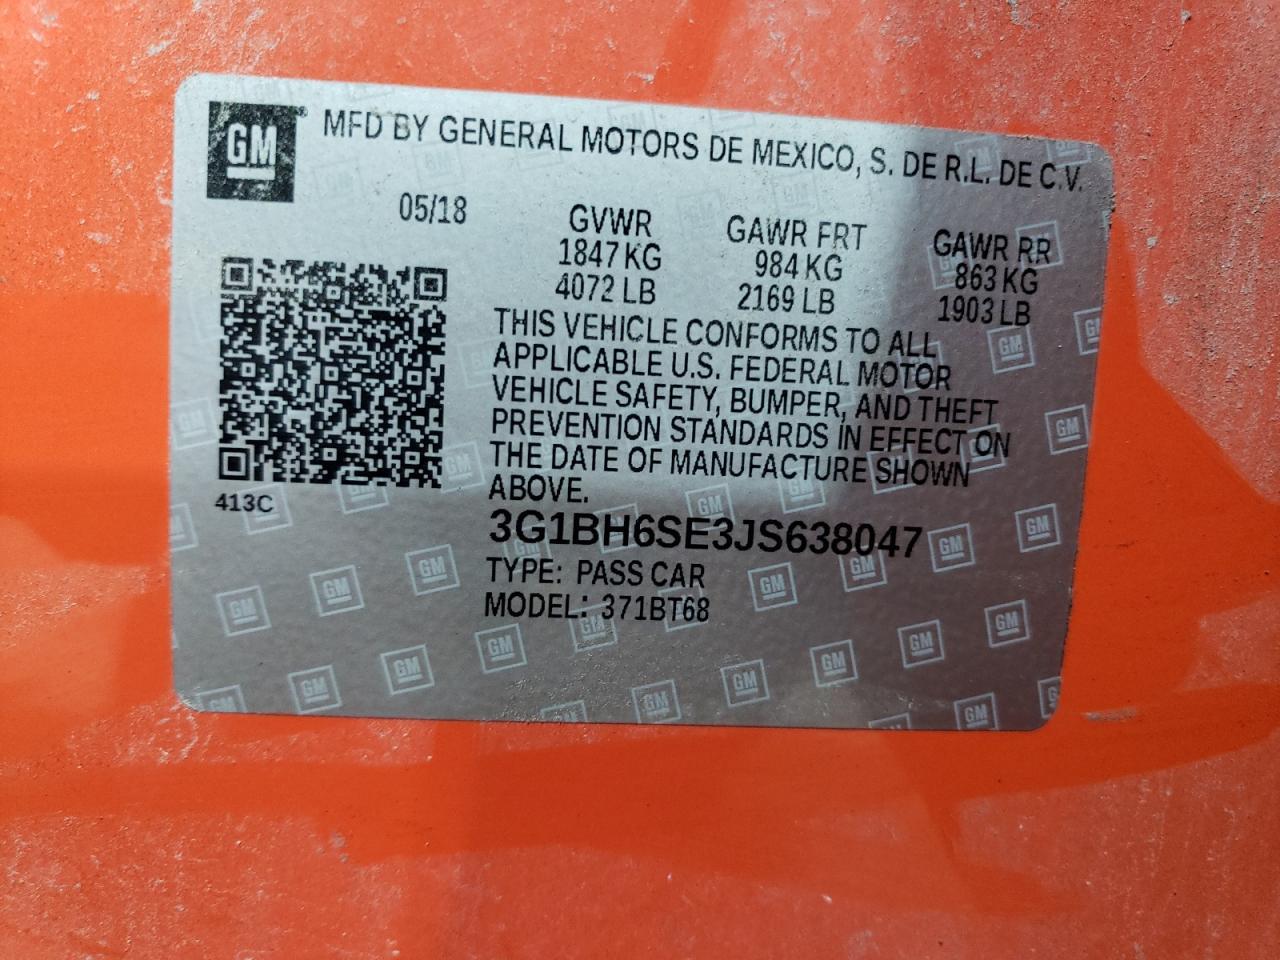 GM
MFD BY GENERAL MOTORS DE MEXICO, S. DE R.L. DE C.V.
05/18
GVWR GAWR FRT GAWR RR
1847 KG 984 KG 863 KG
4072 LB 2169 LB 1903 LB
THIS VEHICLE CONFORMS TO ALL
APPLICABLE U.S. FEDERAL MOTOR
VEHICLE SAFETY, BUMPER, AND THEFT
PREVENTION STANDARDS IN EFFECT ON
THE DATE OF MANUFACTURE SHOWN
ABOVE.
413C
3G1BH6SE3JS638047
TYPE: PASS CAR
MODEL: 371BT68